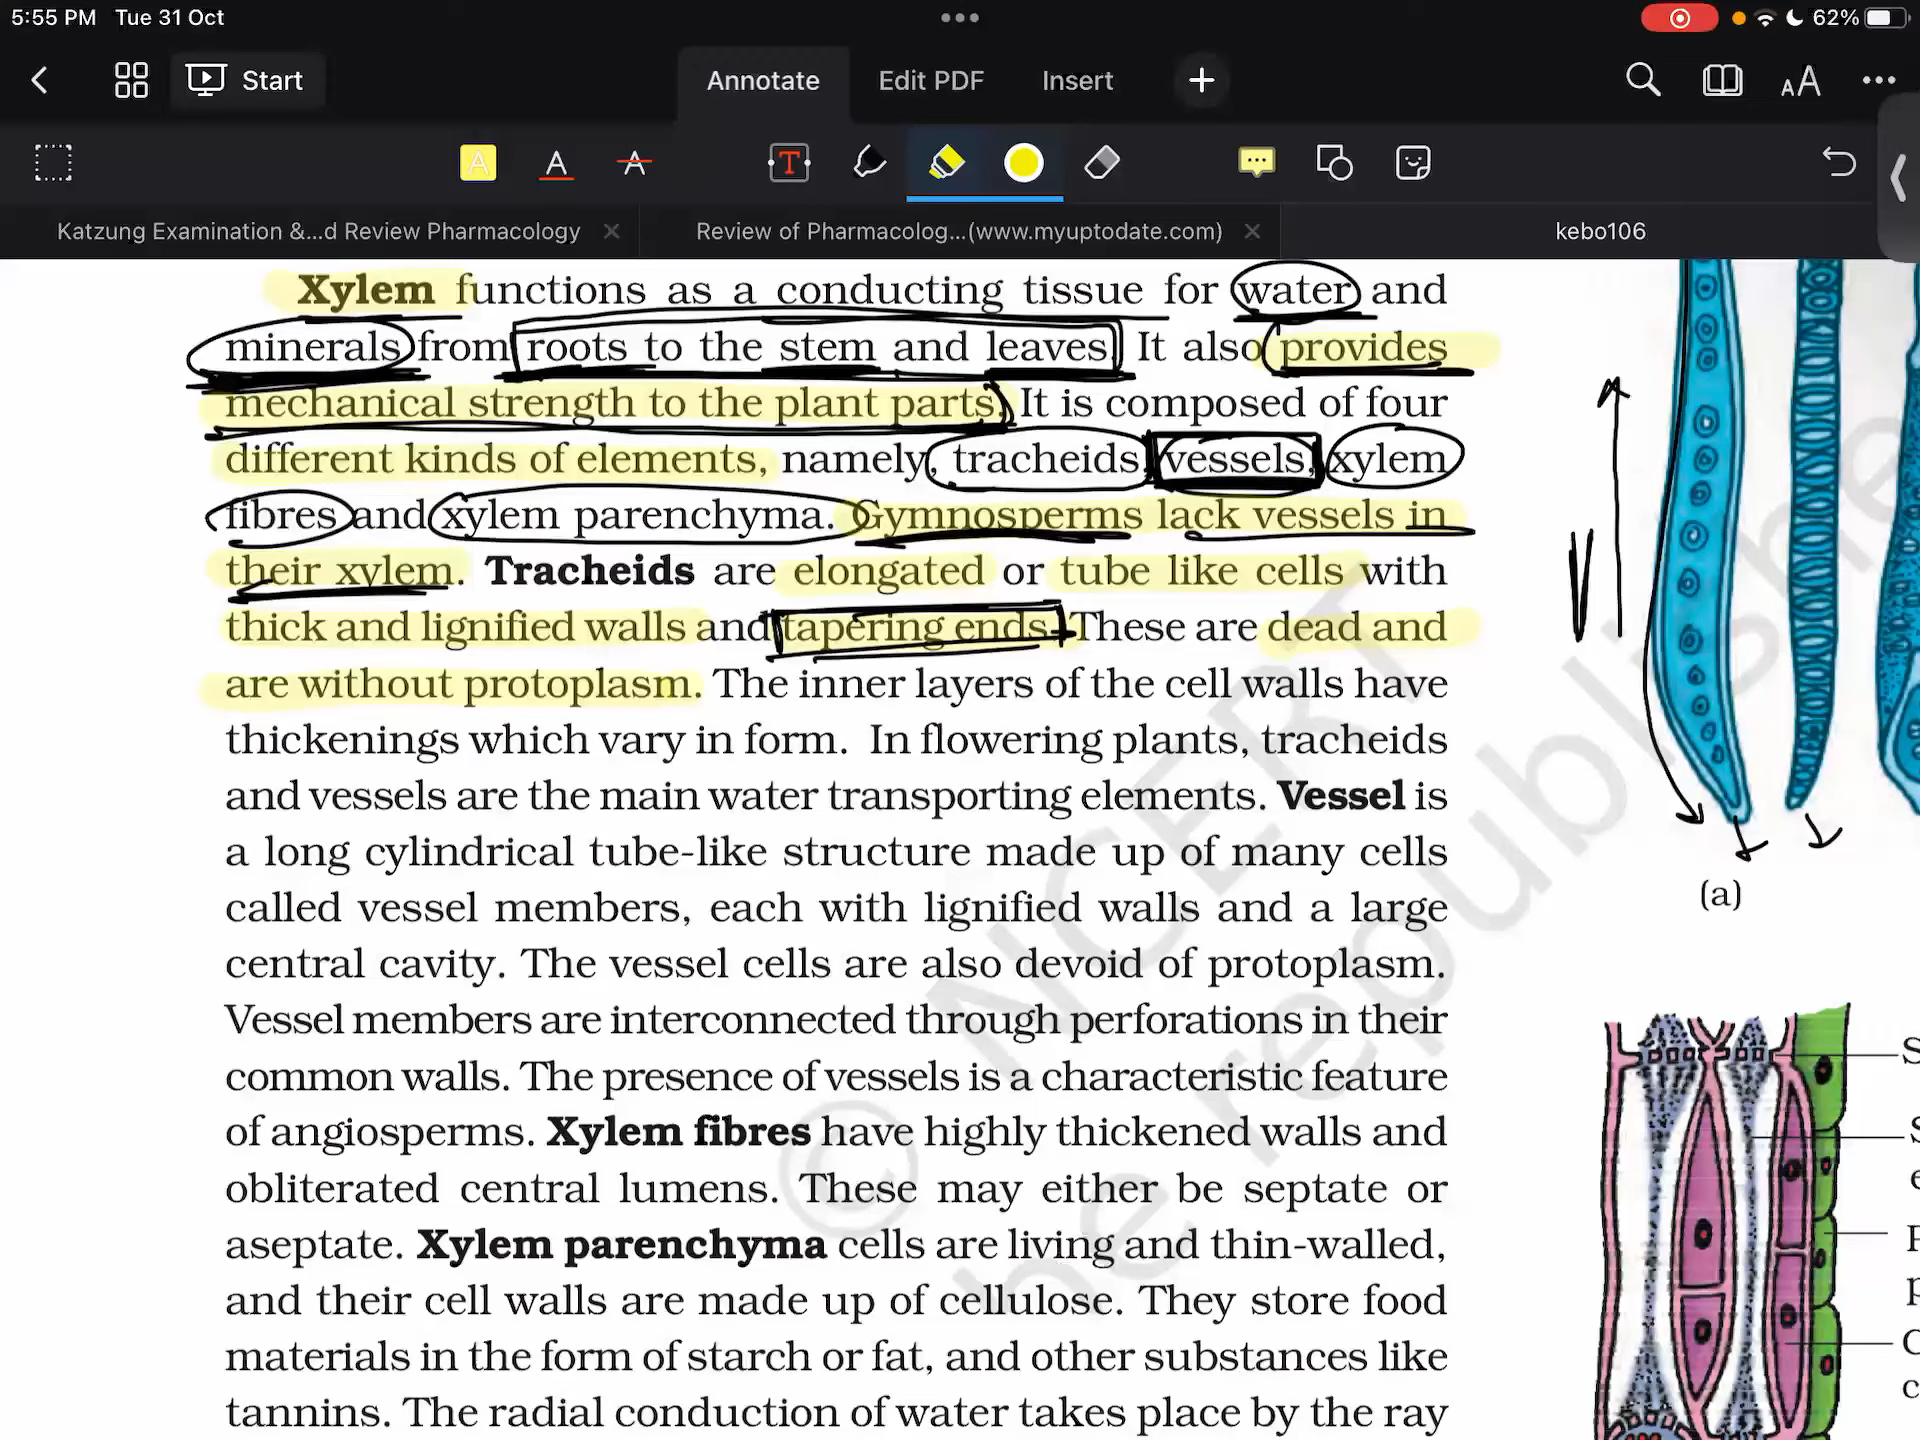 5:55 PM Tue 31 Oct
62%
Start
Annotate
Edit PDF
Insert
Katzung Examination &...d Review Pharmacology
Review of Pharmacolog...(www.myuptodate.com)
kebo106
Xylem functions as a conducting tissue for water and
minerals from roots to the stem and leaves. It also provides
mechanical strength to the plant parts. It is composed of four
different kinds of elements, namely, tracheids, vessels, xylem
fibres and xylem parenchyma. Gymnosperms lack vessels in
their xylem. Tracheids are elongated or tube like cells with
thick and lignified walls and tapering ends. These are dead and
are without protoplasm. The inner layers of the cell walls have
thickenings which vary in form. In flowering plants, tracheids
and vessels are the main water transporting elements. Vessel is
a long cylindrical tube-like structure made up of many cells
called vessel members, each with lignified walls and a large
central cavity. The vessel cells are also devoid of protoplasm.
Vessel members are interconnected through perforations in their
common walls. The presence of vessels is a characteristic feature
of angiosperms. Xylem fibres have highly thickened walls and
obliterated central lumens. These may either be septate or
aseptate. Xylem parenchyma cells are living and thin-walled,
and their cell walls are made up of cellulose. They store food
materials in the form of starch or fat, and other substances like
tannins. The radial conduction of water takes place by the ray
(a)
© NCERT
be republishe